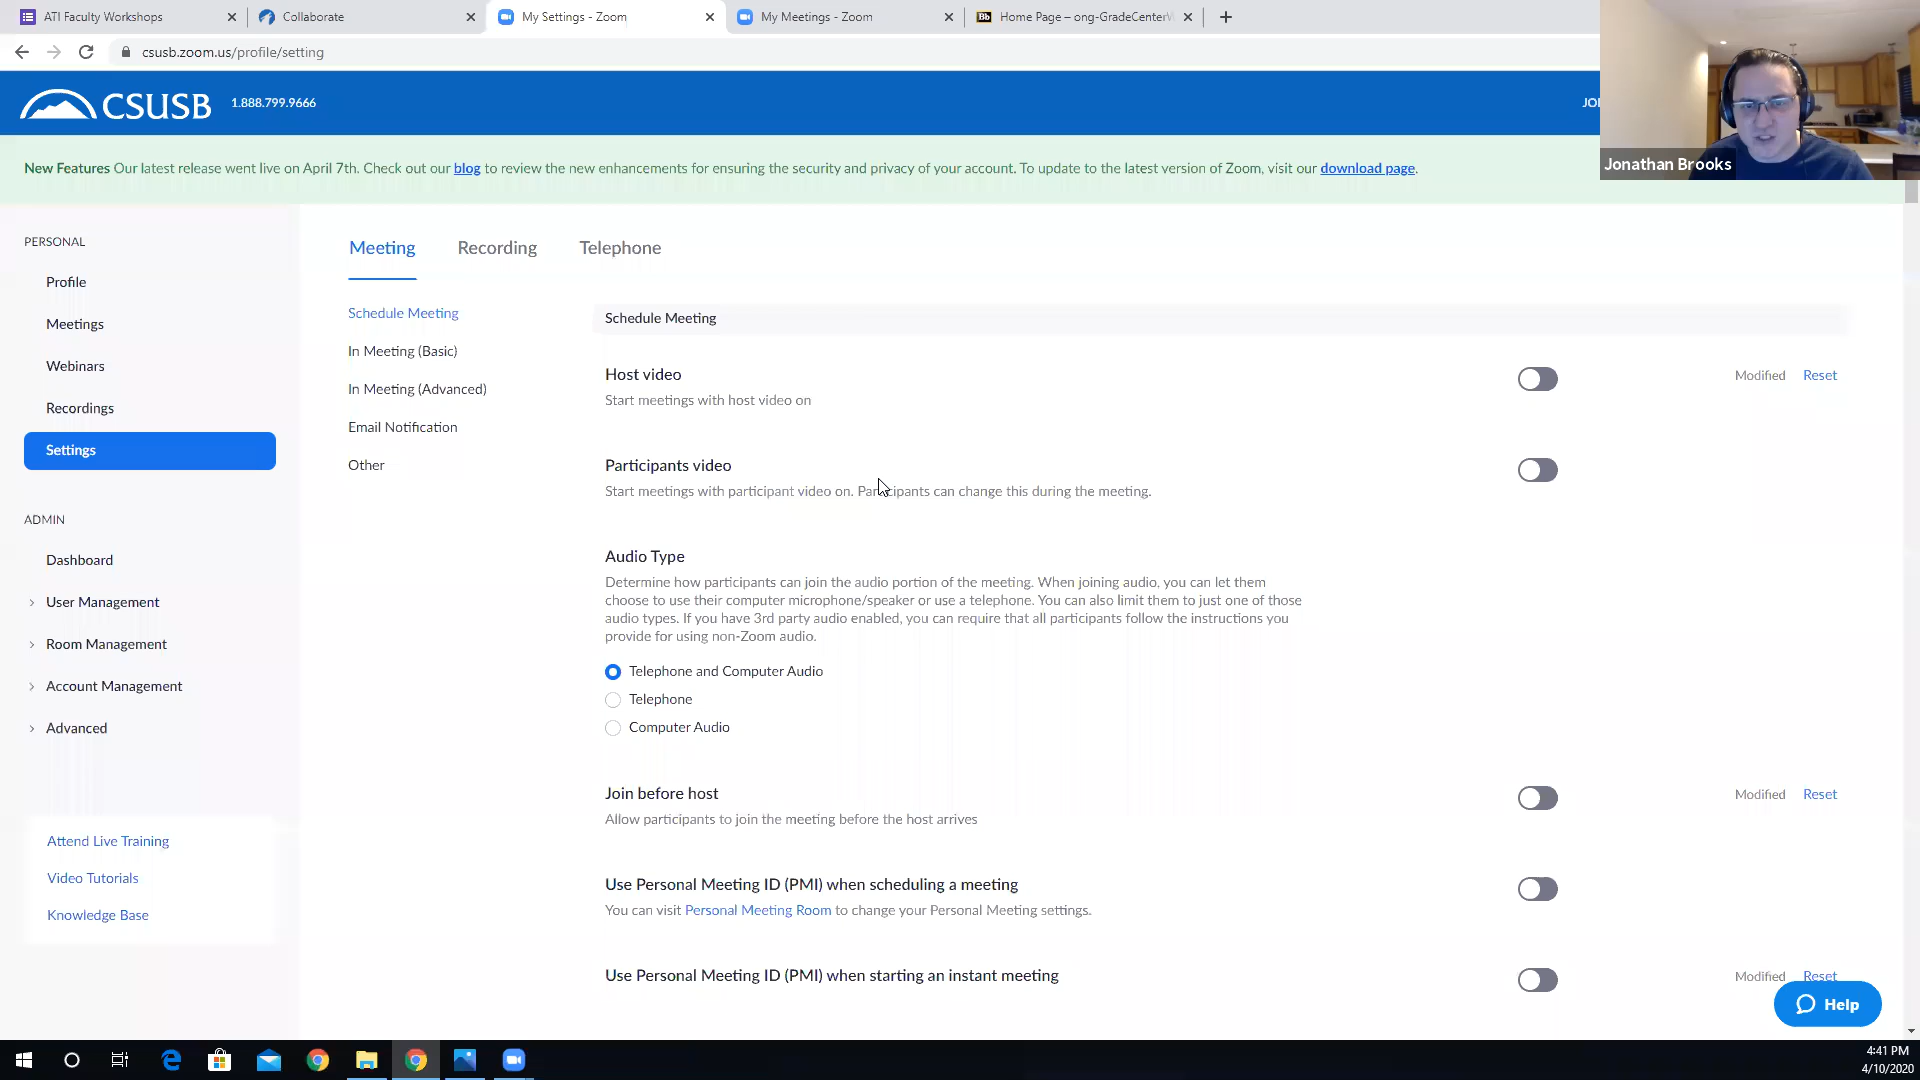 ATI Faculty Workshops
Collaborate
My Settings - Zoom
My Meetings - Zoom
Home Page – ong-GradeCenter
csusb.zoom.us/profile/setting
CSUSB
1.888.799.9666
Jonathan Brooks
New Features Our latest release went live on April 7th. Check out our blog to review the new enhancements for ensuring the security and privacy of your account. To update to the latest version of Zoom, visit our download page.
PERSONAL
Profile
Meetings
Webinars
Recordings
Settings
ADMIN
Dashboard
User Management
Room Management
Account Management
Advanced
Attend Live Training
Video Tutorials
Knowledge Base
Meeting
Recording
Telephone
Schedule Meeting
In Meeting (Basic)
In Meeting (Advanced)
Email Notification
Other
Schedule Meeting
Host video
Start meetings with host video on
Modified Reset
Participants video
Start meetings with participant video on. Participants can change this during the meeting.
Audio Type
Determine how participants can join the audio portion of the meeting. When joining audio, you can let them
choose to use their computer microphone/speaker or use a telephone. You can also limit them to just one of those
audio types. If you have 3rd party audio enabled, you can require that all participants follow the instructions you
provide for using non-Zoom audio.
Telephone and Computer Audio
Telephone
Computer Audio
Join before host
Allow participants to join the meeting before the host arrives
Modified Reset
Use Personal Meeting ID (PMI) when scheduling a meeting
You can visit Personal Meeting Room to change your Personal Meeting settings.
Use Personal Meeting ID (PMI) when starting an instant meeting
Modified Reset
Help
4:41 PM
4/10/2020